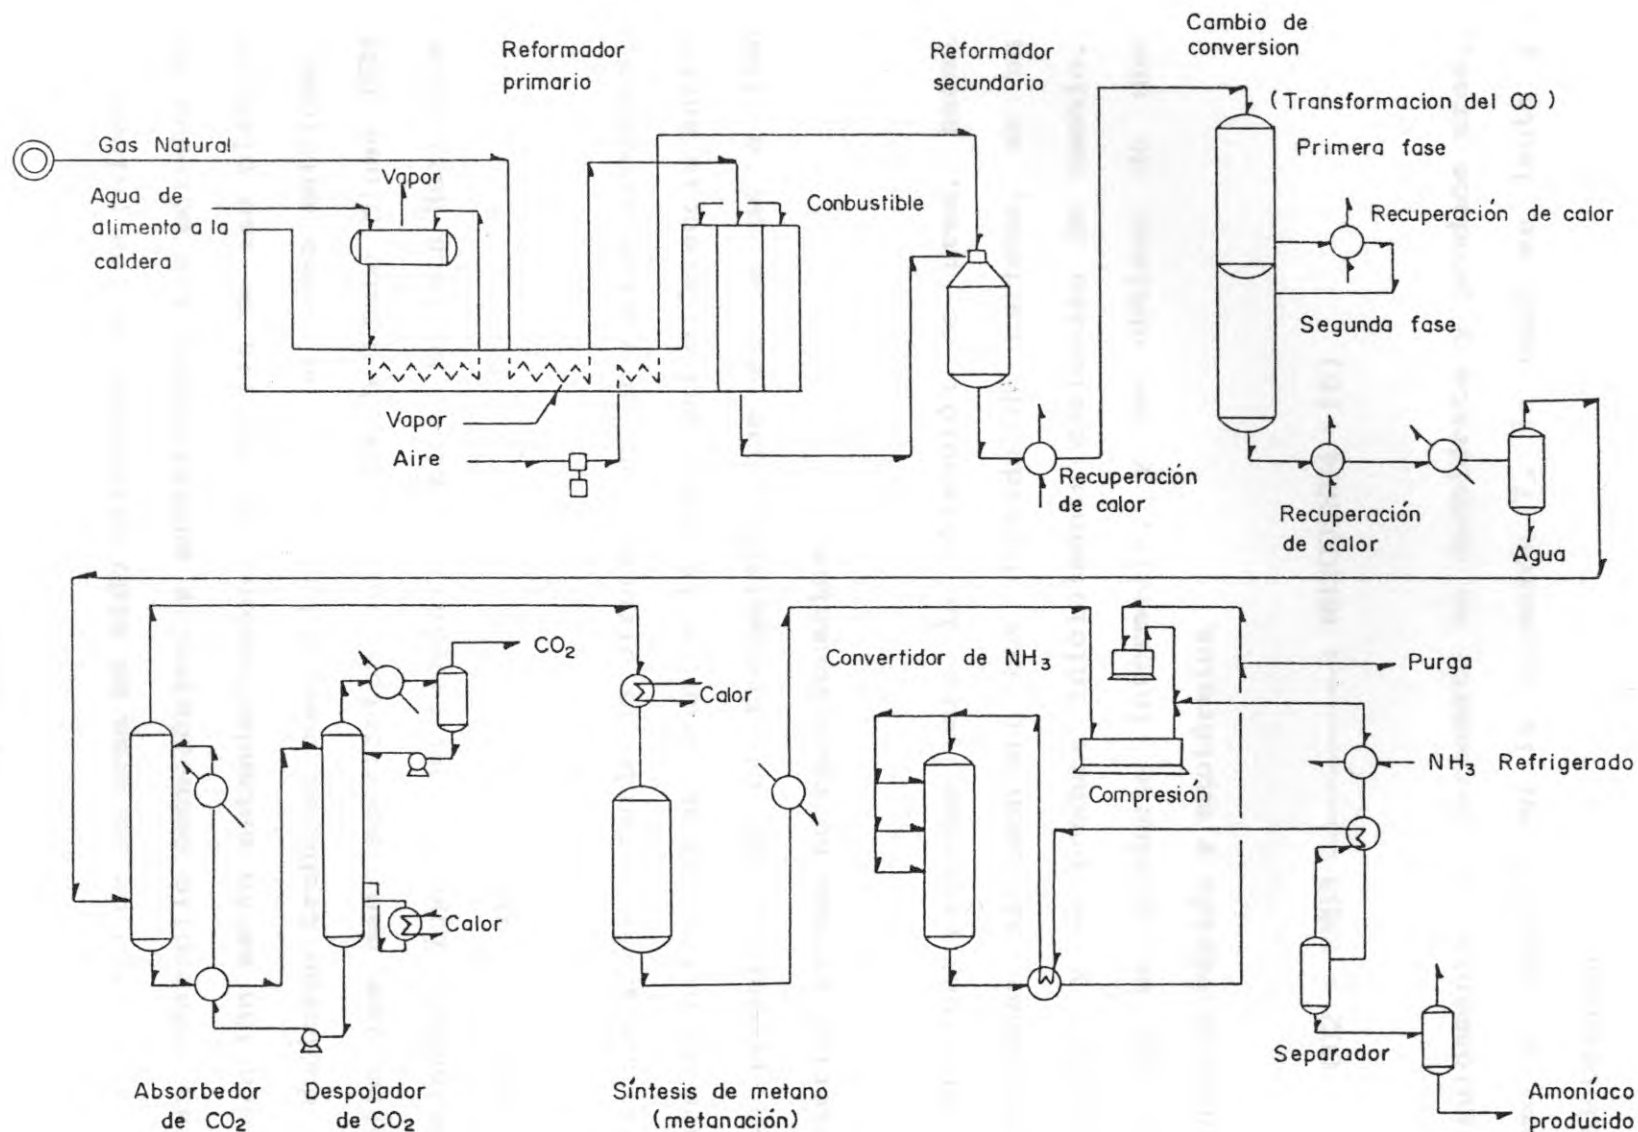 Cambio de
conversion
Reformador
primario
Reformador
secundario
(Transformacion del CO)
Primera fase
Gas Natural
Vapor
Agua de
alimento a la
caldera
Conbustible
Recuperación de calor
Segunda fase
Vapor
Aire
Recuperación
de calor
Recuperación
de calor
Agua
CO2
Calor
Convertidor de NH3
Purga
NH3 Refrigerado
Compresión
Calor
Separador
Absorbedor
de CO2
Despojador
de CO2
Síntesis de metano
(metanación)
Amoníaco
producido